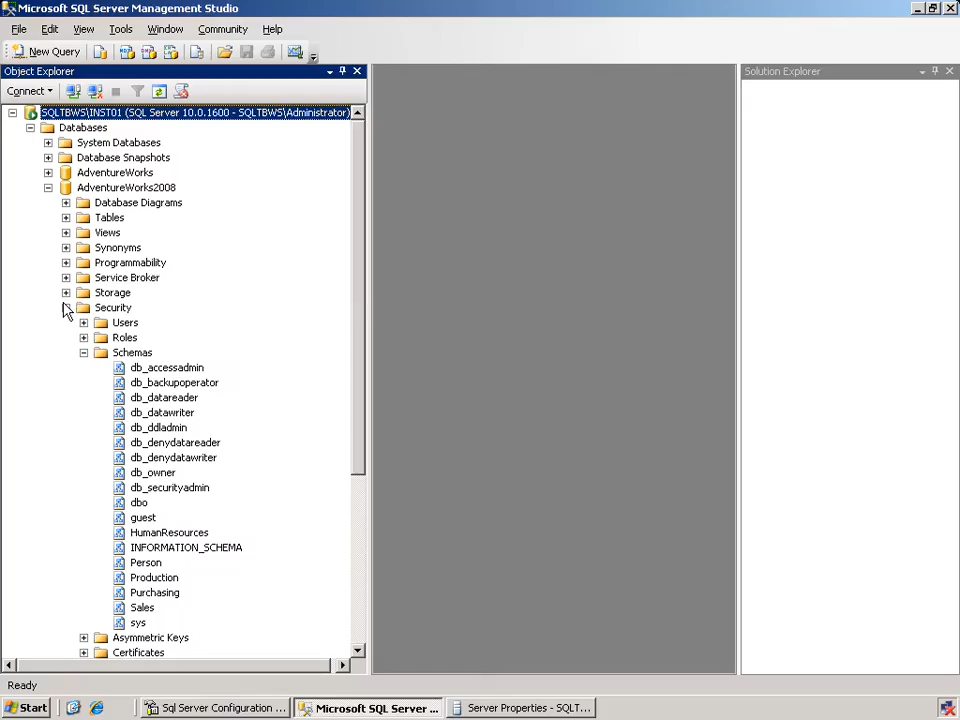 Microsoft SQL Server Management Studio
File Edit View Tools Window Community Help
New Query
Object Explorer
Solution Explorer
Connect
SQLTBWS\INST01 (SQL Server 10.0.1600 - SQLTBWS\Administrator)
Databases
System Databases
Database Snapshots
AdventureWorks
AdventureWorks2008
Database Diagrams
Tables
Views
Synonyms
Programmability
Service Broker
Storage
Security
Users
Roles
Schemas
db_accessadmin
db_backupoperator
db_datareader
db_datawriter
db_ddladmin
db_denydatareader
db_denydatawriter
db_owner
db_securityadmin
dbo
guest
HumanResources
INFORMATION_SCHEMA
Person
Production
Purchasing
Sales
sys
Asymmetric Keys
Certificates
Ready
Start Sql Server Configuration ... Microsoft SQL Server ... Server Properties - SQLT...